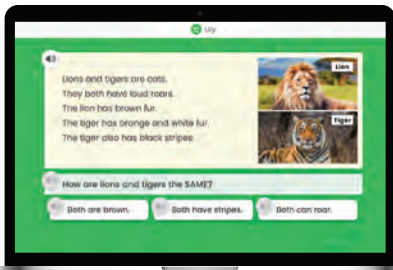 Lily
Lions and tigers are cats.
They both have loud roars.
The lion has brown fur.
The tiger has orange and white fur.
The tiger also has black stripes.
Lion
Tiger
How are lions and tigers the SAME?
Both are brown.
Both have stripes.
Both can roar.